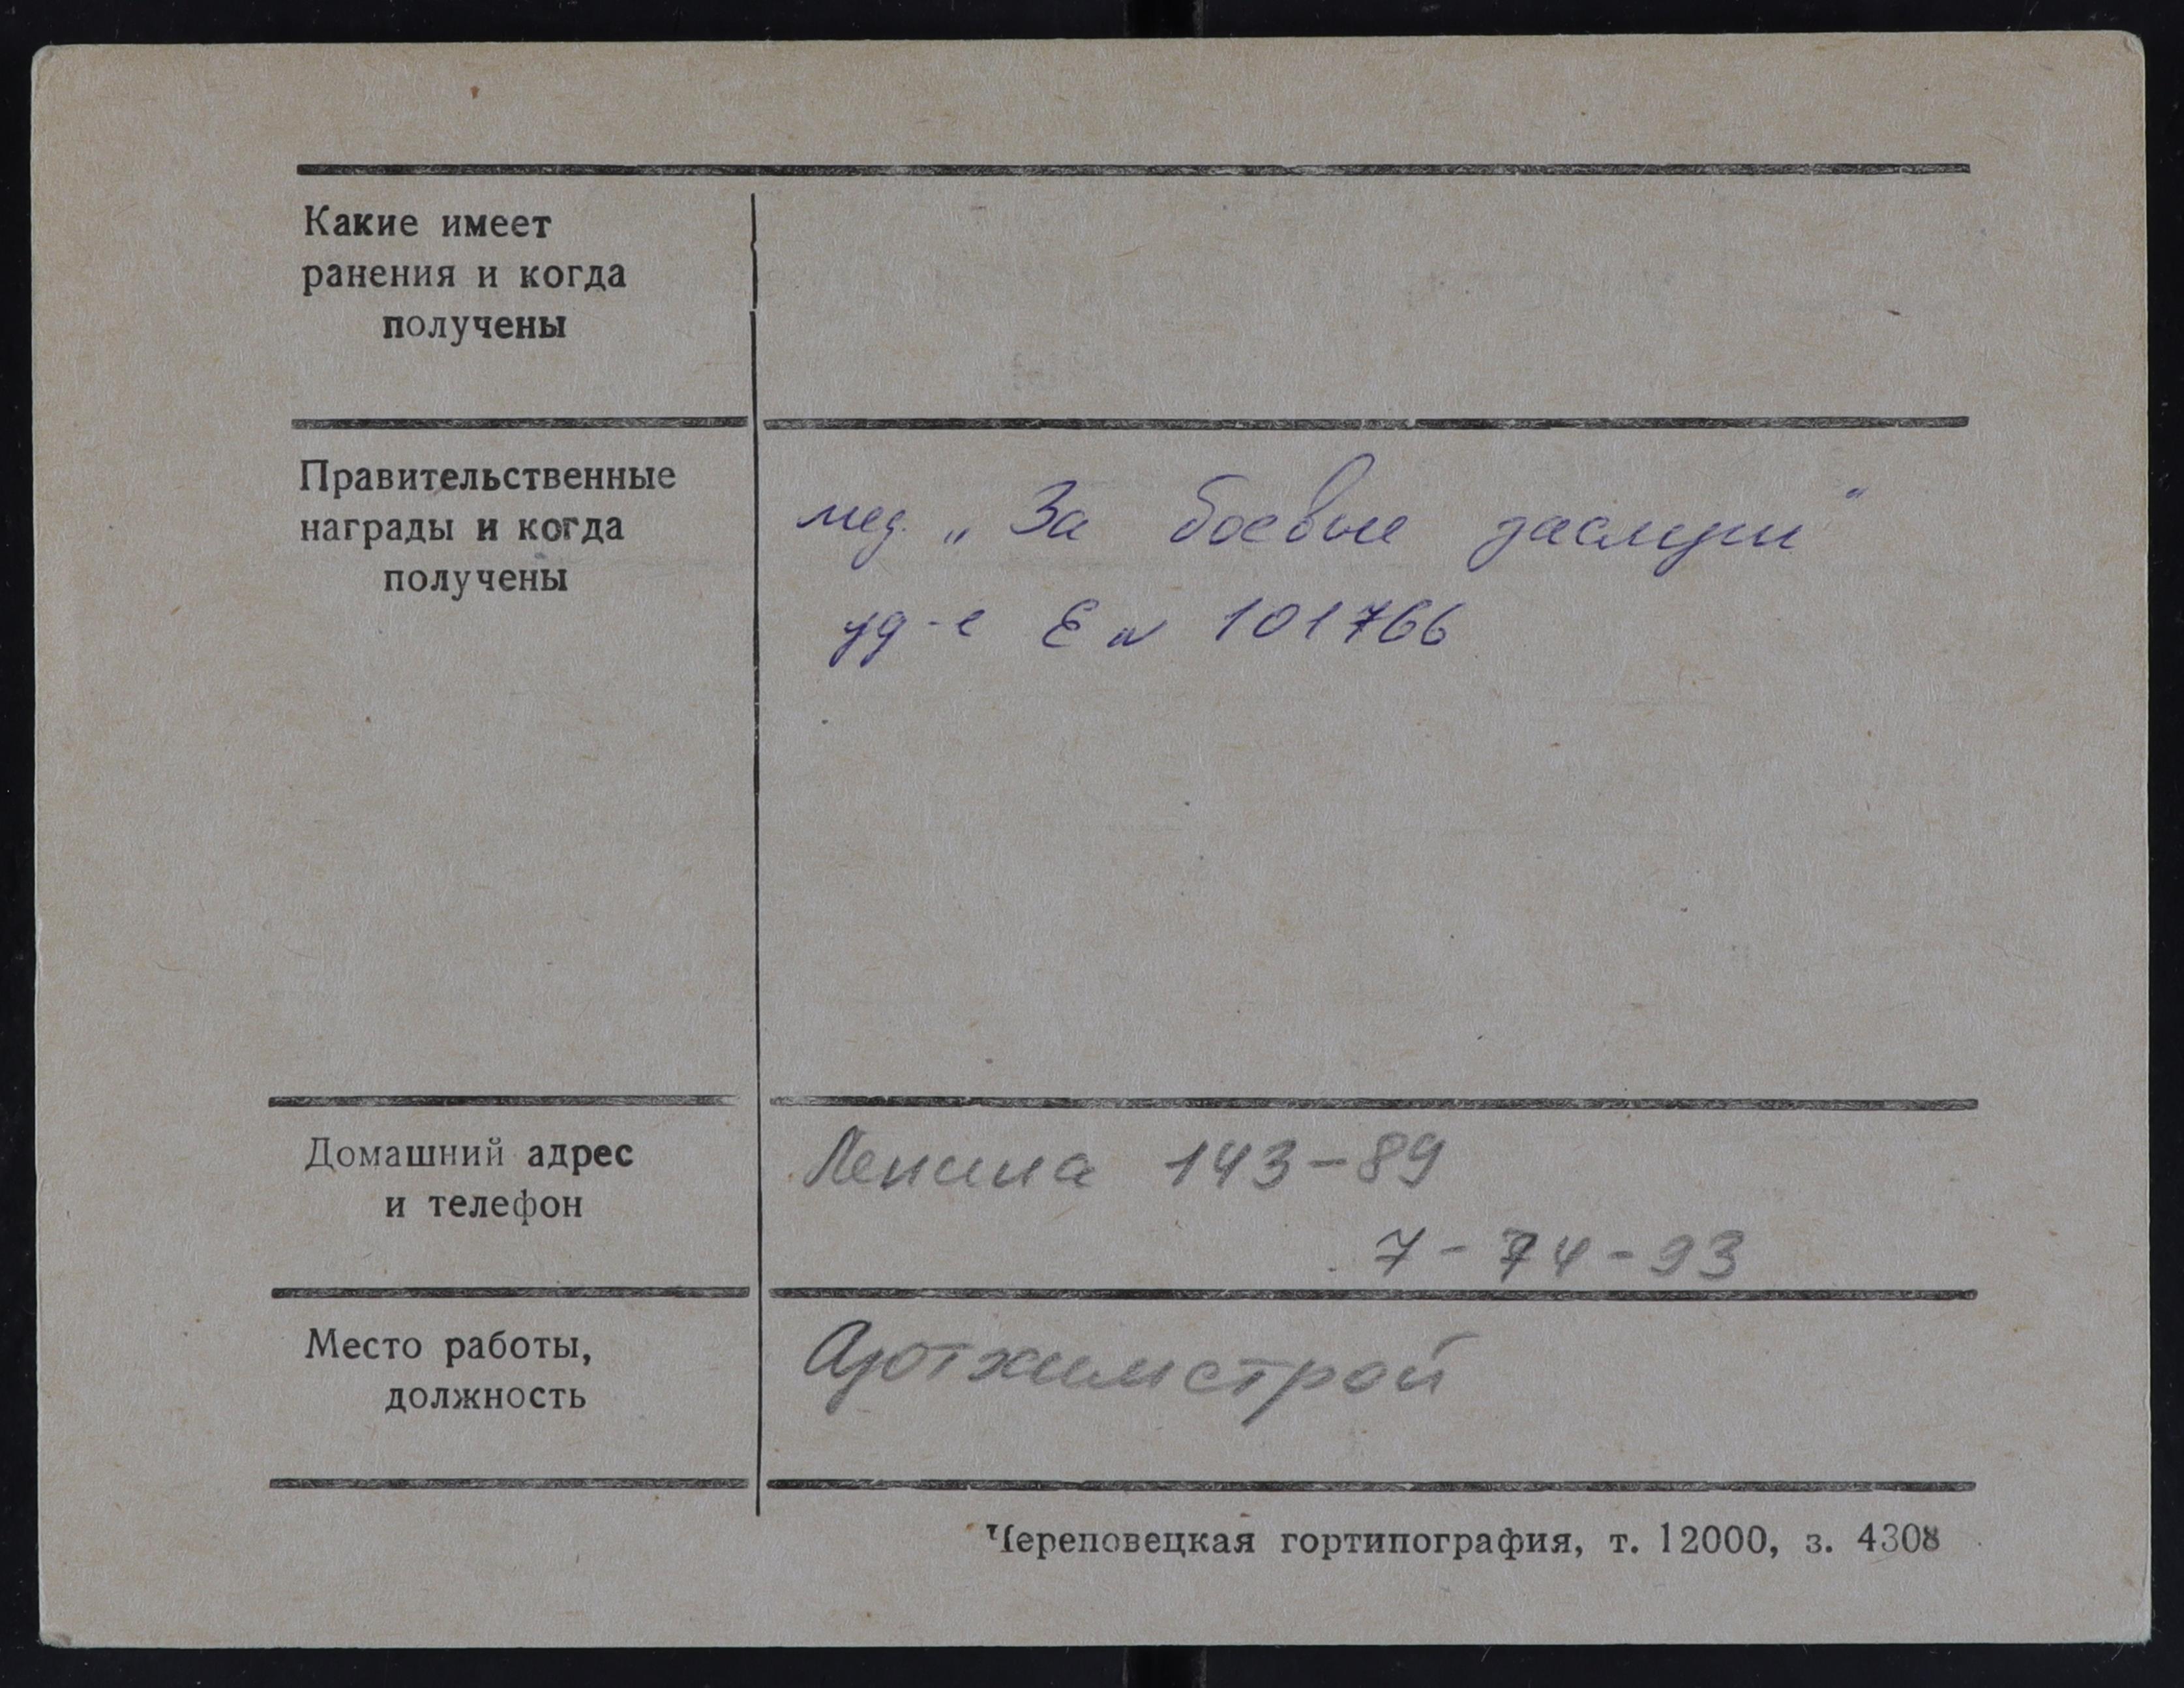 Какие имеет
ранения и когда
получены
Правительственные
награды и когда
получены
мед. „За боевые заслуги“
уд-е Е № 101766
Домашний адрес
и телефон
Ленина 143-89
7-74-93
Место работы,
должность
Азотхимстрой
Череповецкая гортипография, т. 12000, з. 4308